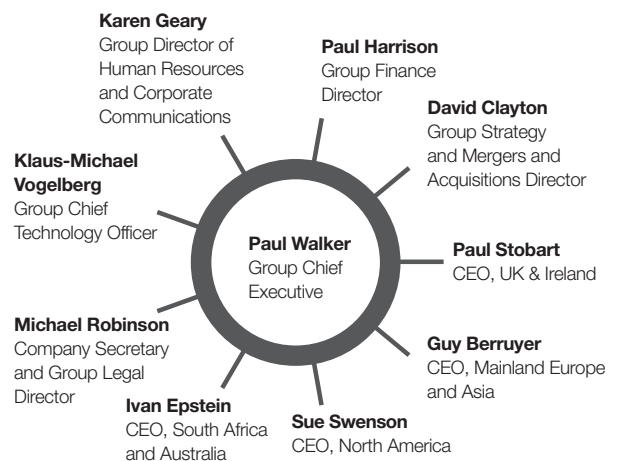 Karen Geary
Group Director of
Human Resources
and Corporate
Communications
Paul Harrison
Group Finance
Director
David Clayton
Group Strategy
and Mergers and
Acquisitions Director
Paul Stobart
CEO, UK & Ireland
Guy Berruyer
CEO, Mainland Europe
and Asia
Sue Swenson
CEO, North America
Ivan Epstein
CEO, South Africa
and Australia
Michael Robinson
Company Secretary
and Group Legal
Director
Klaus-Michael
Vogelberg
Group Chief
Technology Officer
Paul Walker
Group Chief
Executive